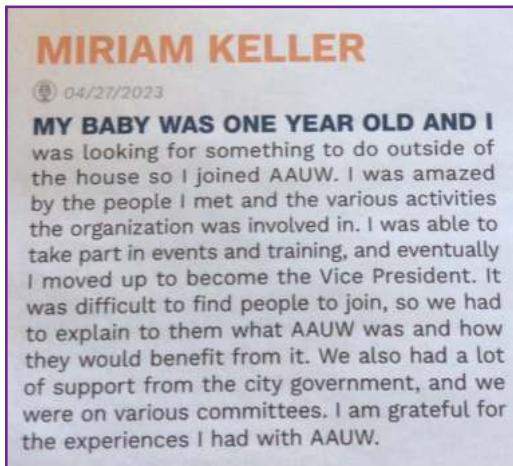 MIRIAM KELLER
04/27/2023
MY BABY WAS ONE YEAR OLD AND I
was looking for something to do outside of
the house so I joined AAUW. I was amazed
by the people I met and the various activities
the organization was involved in. I was able to
take part in events and training, and eventually
I moved up to become the Vice President. It
was difficult to find people to join, so we had
to explain to them what AAUW was and how
they would benefit from it. We also had a lot
of support from the city government, and we
were on various committees. I am grateful for
the experiences I had with AAUW.